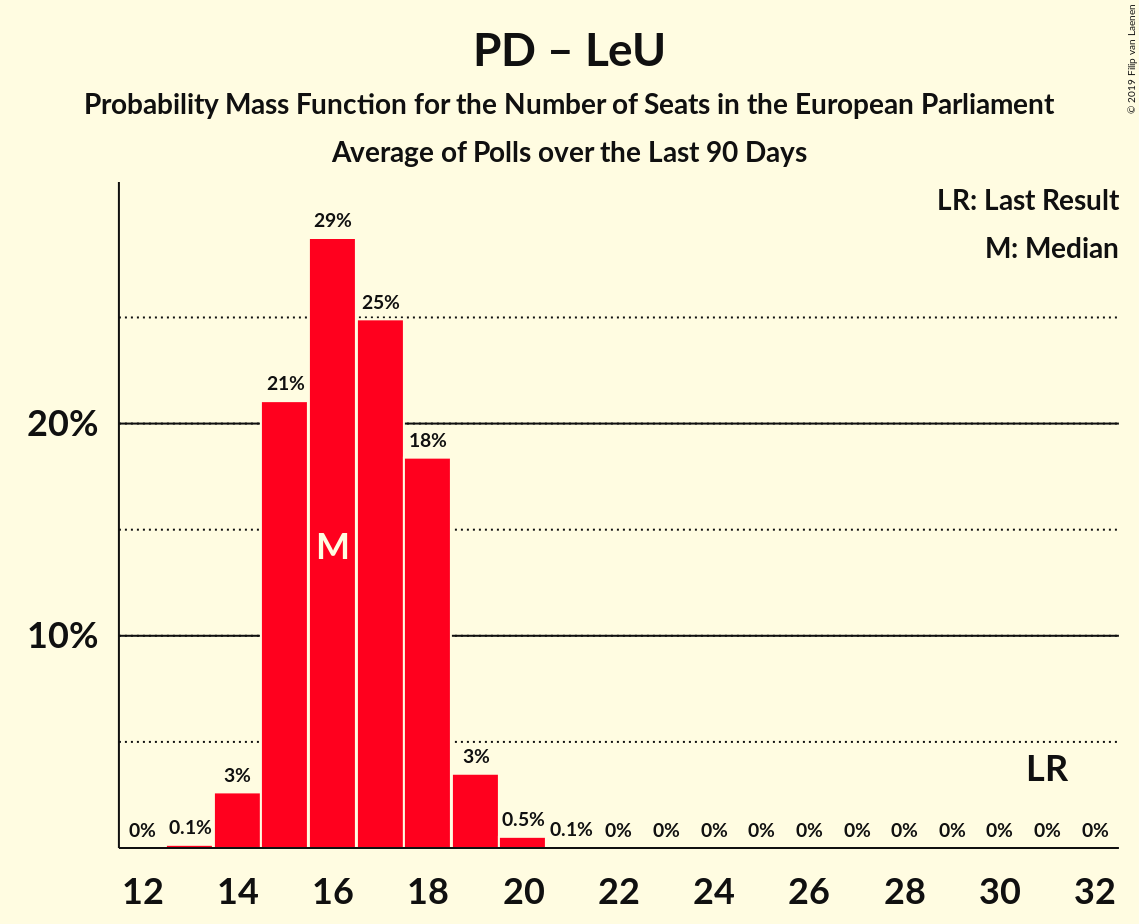 PD – LeU
Probability Mass Function for the Number of Seats in the European Parliament
Average of Polls over the Last 90 Days
© 2019 Filip van Laenen
LR: Last Result
M: Median
29%
25%
21%
20%
18%
M
10%
3%
3%
LR
0% 0.1% 0.5% 0.1% 0% 0% 0% 0% 0% 0% 0% 0% 0% 0% 0%
12 14 16 18 20 22 24 26 28 30 32